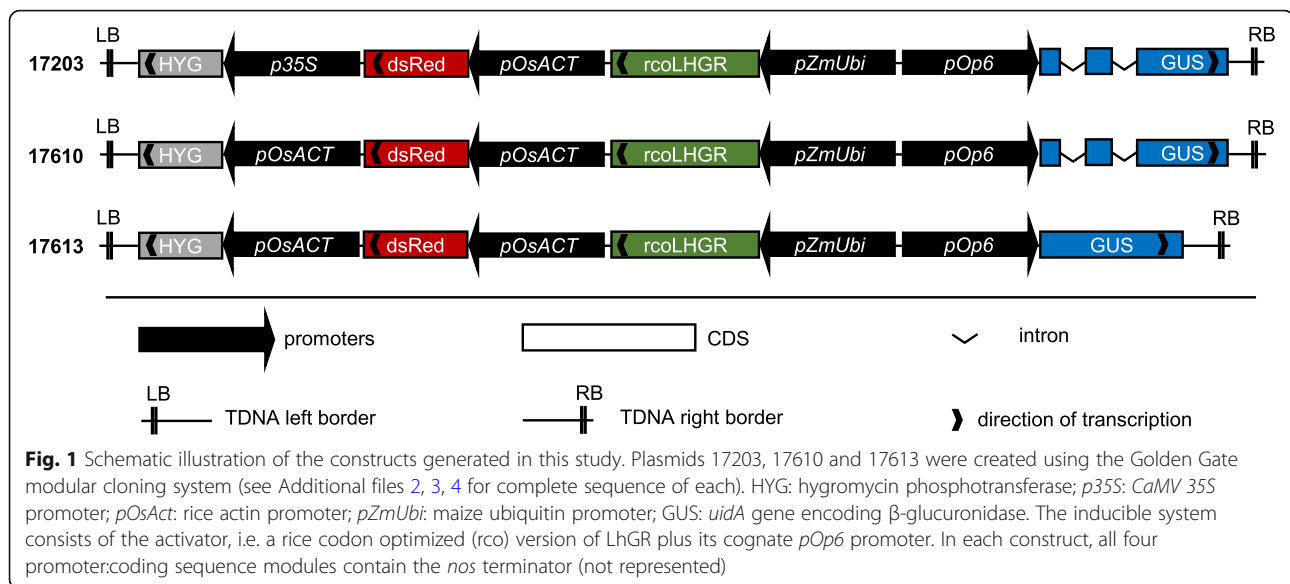 LB RB
17203 HYG p35S dsRed pOsACT rcoLHGR pZmUbi pOp6 GUS
LB RB
17610 HYG pOsACT dsRed pOsACT rcoLHGR pZmUbi pOp6 GUS
LB RB
17613 HYG pOsACT dsRed pOsACT rcoLHGR pZmUbi pOp6 GUS
promoters CDS intron
LB RB
TDNA left border TDNA right border direction of transcription
Fig. 1 Schematic illustration of the constructs generated in this study. Plasmids 17203, 17610 and 17613 were created using the Golden Gate
modular cloning system (see Additional files 2, 3, 4 for complete sequence of each). HYG: hygromycin phosphotransferase; p35S: CaMV 35S
promoter; pOsAct: rice actin promoter; pZmUbi: maize ubiquitin promoter; GUS: uidA gene encoding β-glucuronidase. The inducible system
consists of the activator, i.e. a rice codon optimized (rco) version of LhGR plus its cognate pOp6 promoter. In each construct, all four
promoter:coding sequence modules contain the nos terminator (not represented)